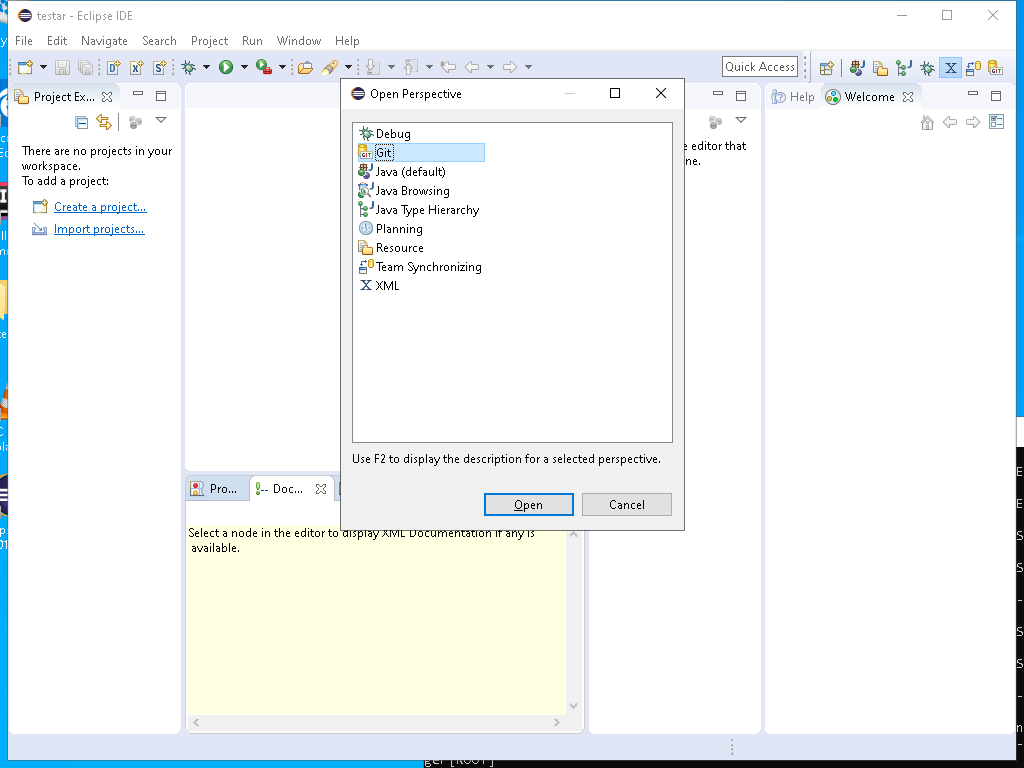 testar - Eclipse IDE
File Edit Navigate Search Project Run Window Help
Quick Access
Project Ex...
There are no projects in your
workspace.
To add a project:
Create a project...
Import projects...
Open Perspective
Debug
Git
Java (default)
Java Browsing
Java Type Hierarchy
Planning
Resource
Team Synchronizing
XML
Use F2 to display the description for a selected perspective.
Open Cancel
e editor that
ne.
Help Welcome
Pro... Doc...
Select a node in the editor to display XML Documentation if any is
available.
ger [ROOT]